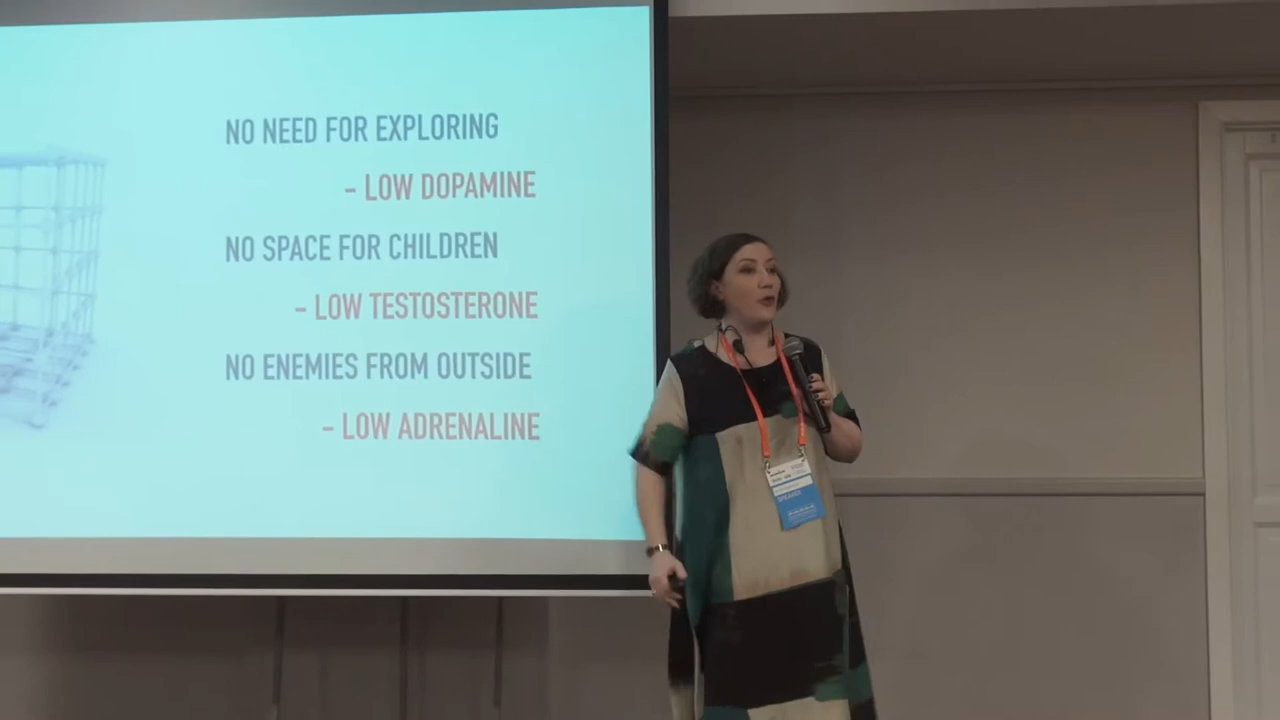 NO NEED FOR EXPLORING
- LOW DOPAMINE
NO SPACE FOR CHILDREN
- LOW TESTOSTERONE
NO ENEMIES FROM OUTSIDE
- LOW ADRENALINE
SPEAKER